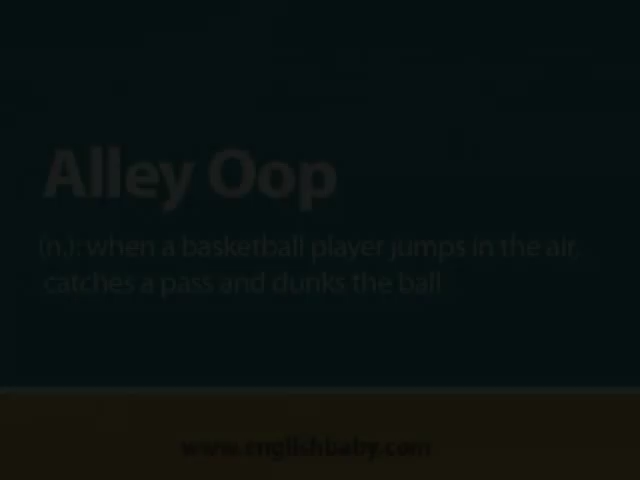 Alley Oop
(n.): when a basketball player jumps in the air,
catches a pass and dunks the ball
www.englishbaby.com